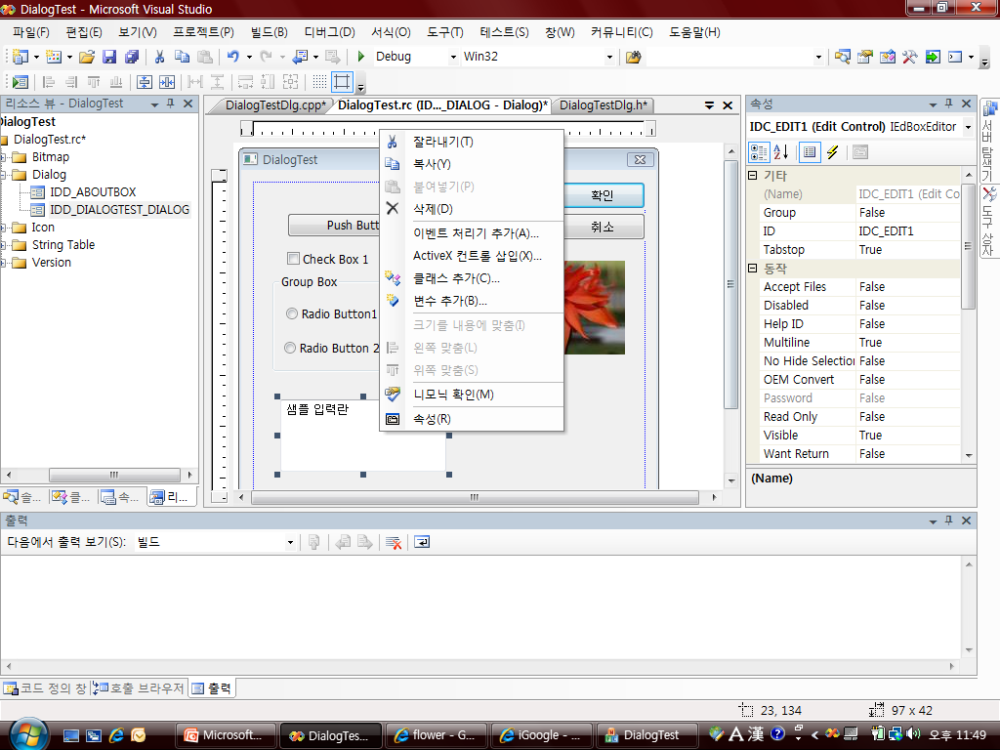 DialogTest - Microsoft Visual Studio
파일(F) 편집(E) 보기(V) 프로젝트(P) 빌드(B) 디버그(D) 서식(O) 도구(T) 테스트(S) 창(W) 커뮤니티(C) 도움말(H)
Debug Win32
리소스 뷰 - DialogTest
DialogTest
DialogTest.rc*
Bitmap
Dialog
IDD_ABOUTBOX
IDD_DIALOGTEST_DIALOG
Icon
String Table
Version
솔... 클... 속... 리...
DialogTestDlg.cpp* DialogTest.rc (ID..._DIALOG - Dialog)* DialogTestDlg.h*
DialogTest
Push Butt
Check Box 1
Group Box
Radio Button1
Radio Button 2
샘플 입력란
확인
취소
잘라내기(T)
복사(Y)
붙여넣기(P)
삭제(D)
이벤트 처리기 추가(A)...
ActiveX 컨트롤 삽입(X)...
클래스 추가(C)...
변수 추가(B)...
크기를 내용에 맞춤(I)
왼쪽 맞춤(L)
위쪽 맞춤(S)
니모닉 확인(M)
속성(R)
속성
IDC_EDIT1 (Edit Control) IEdBoxEditor
기타
(Name) IDC_EDIT1 (Edit Co
Group False
ID IDC_EDIT1
Tabstop True
동작
Accept Files False
Disabled False
Help ID False
Multiline True
No Hide Selection False
OEM Convert False
Password False
Read Only False
Visible True
Want Return False
(Name)
서버 탐색기
도구 상자
출력
다음에서 출력 보기(S): 빌드
코드 정의 창 호출 브라우저 출력
23, 134 97 x 42
Microsoft... DialogTes... flower - G... iGoogle - ... DialogTest A 漢 오후 11:49